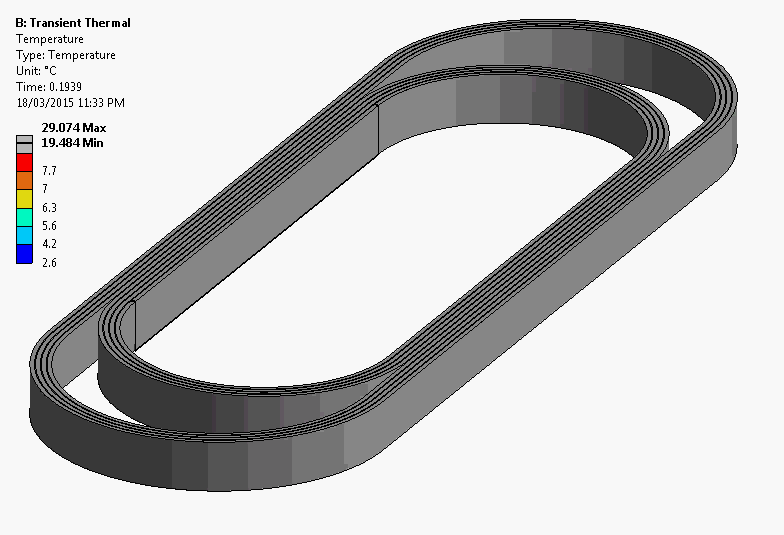 B: Transient Thermal
Temperature
Type: Temperature
Unit: °C
Time: 0.1939
18/03/2015 11:33 PM
29.074 Max
19.484 Min
7.7
7
6.3
5.6
4.2
2.6